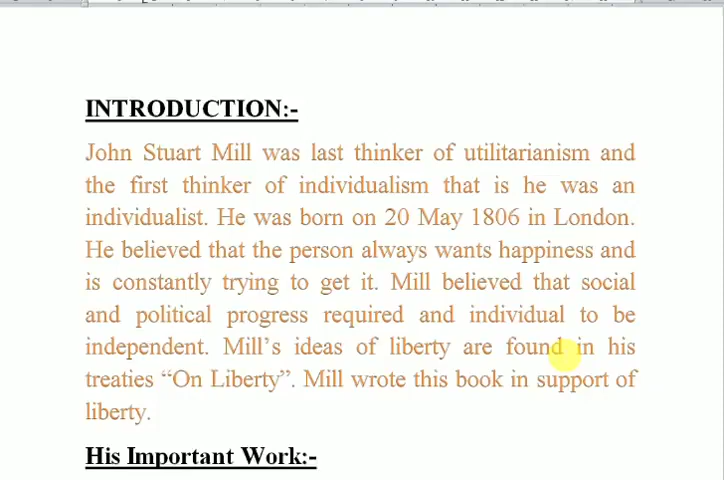 INTRODUCTION:-
John Stuart Mill was last thinker of utilitarianism and
the first thinker of individualism that is he was an
individualist. He was born on 20 May 1806 in London.
He believed that the person always wants happiness and
is constantly trying to get it. Mill believed that social
and political progress required and individual to be
independent. Mill’s ideas of liberty are found in his
treaties “On Liberty”. Mill wrote this book in support of
liberty.
His Important Work:-